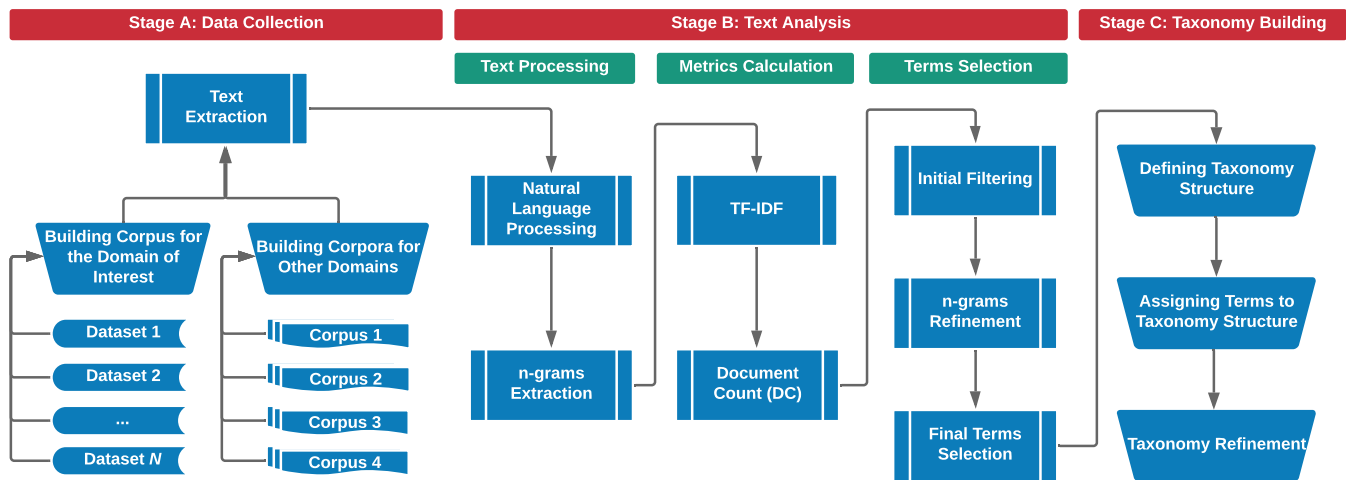 Stage A: Data Collection
Stage B: Text Analysis
Stage C: Taxonomy Building
Text Processing
Metrics Calculation
Terms Selection
Text
Extraction
Building Corpus for
the Domain of
Interest
Building Corpora for
Other Domains
Dataset 1
Dataset 2
...
Dataset N
Corpus 1
Corpus 2
Corpus 3
Corpus 4
Natural
Language
Processing
n-grams
Extraction
TF-IDF
Document
Count (DC)
Initial Filtering
n-grams
Refinement
Final Terms
Selection
Defining Taxonomy
Structure
Assigning Terms to
Taxonomy Structure
Taxonomy Refinement